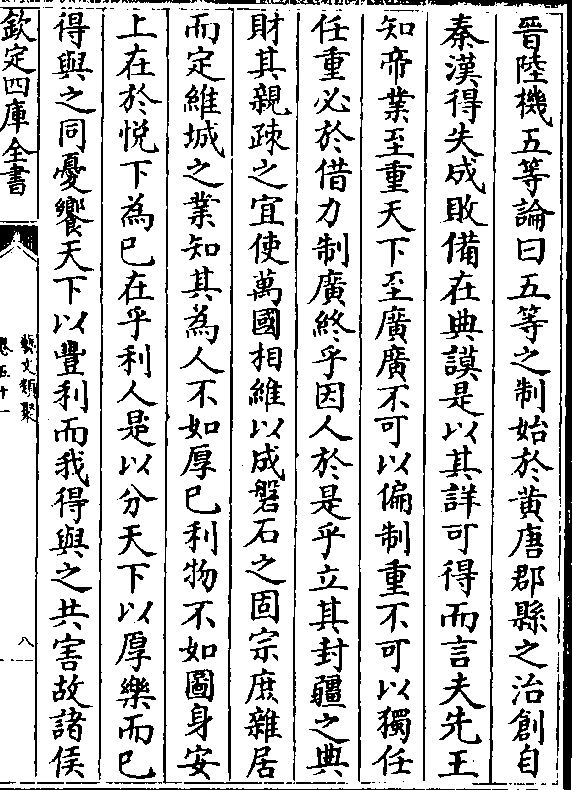 晉陸機五等論曰五等之制始於黄唐郡縣之治創自
秦漢得失成敗備在典謨是以其詳可得而言夫先王
知帝業至重天下至廣廣不可以偏制重不可以獨任
任重必於借力制廣終乎因人於是乎立其封疆之典
財其親疎之宜使萬國相維以成磐石之固宗庶雜居
而定維城之業知其為人不如厚己利物不如圖身安
上在於悦下為己在乎利人是以分天下以厚樂而已
得與之同憂饗天下以豐利而我得與之共害故諸侯
欽定四庫全書
藝文類聚
卷五十一
八